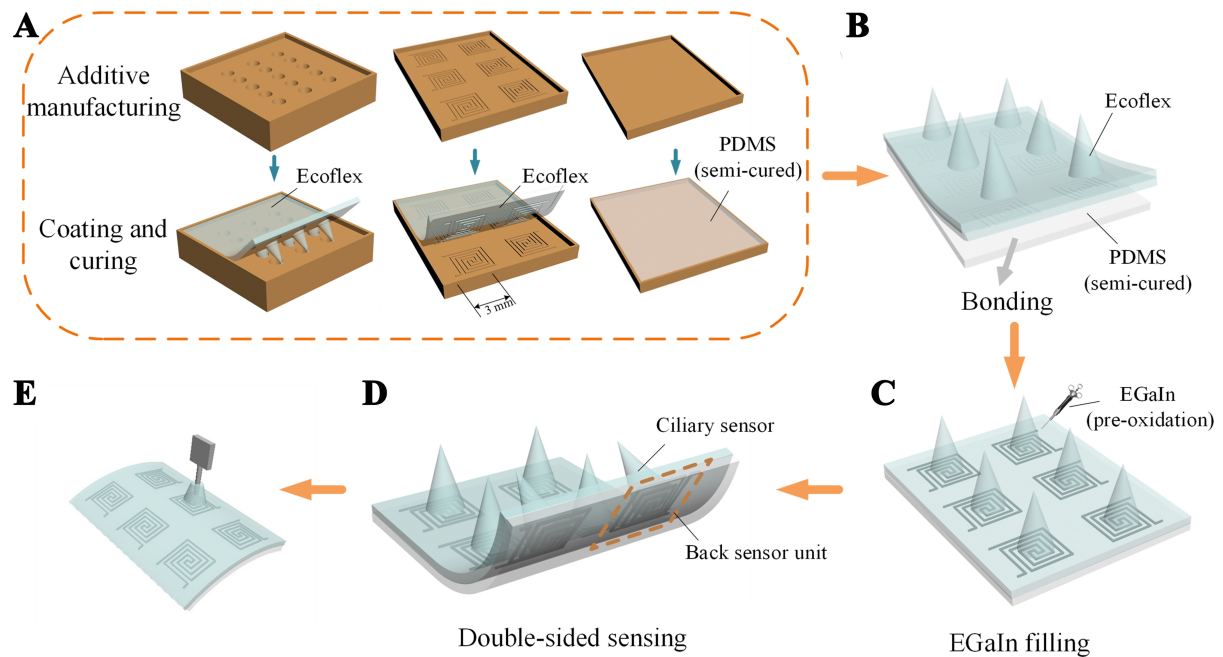 A
Additive
manufacturing
Ecoflex
Ecoflex
PDMS
(semi-cured)
Coating and
curing
3 mm
B
Ecoflex
PDMS
(semi-cured)
Bonding
C
EGaIn
(pre-oxidation)
EGaIn filling
D
Ciliary sensor
Back sensor unit
Double-sided sensing
E